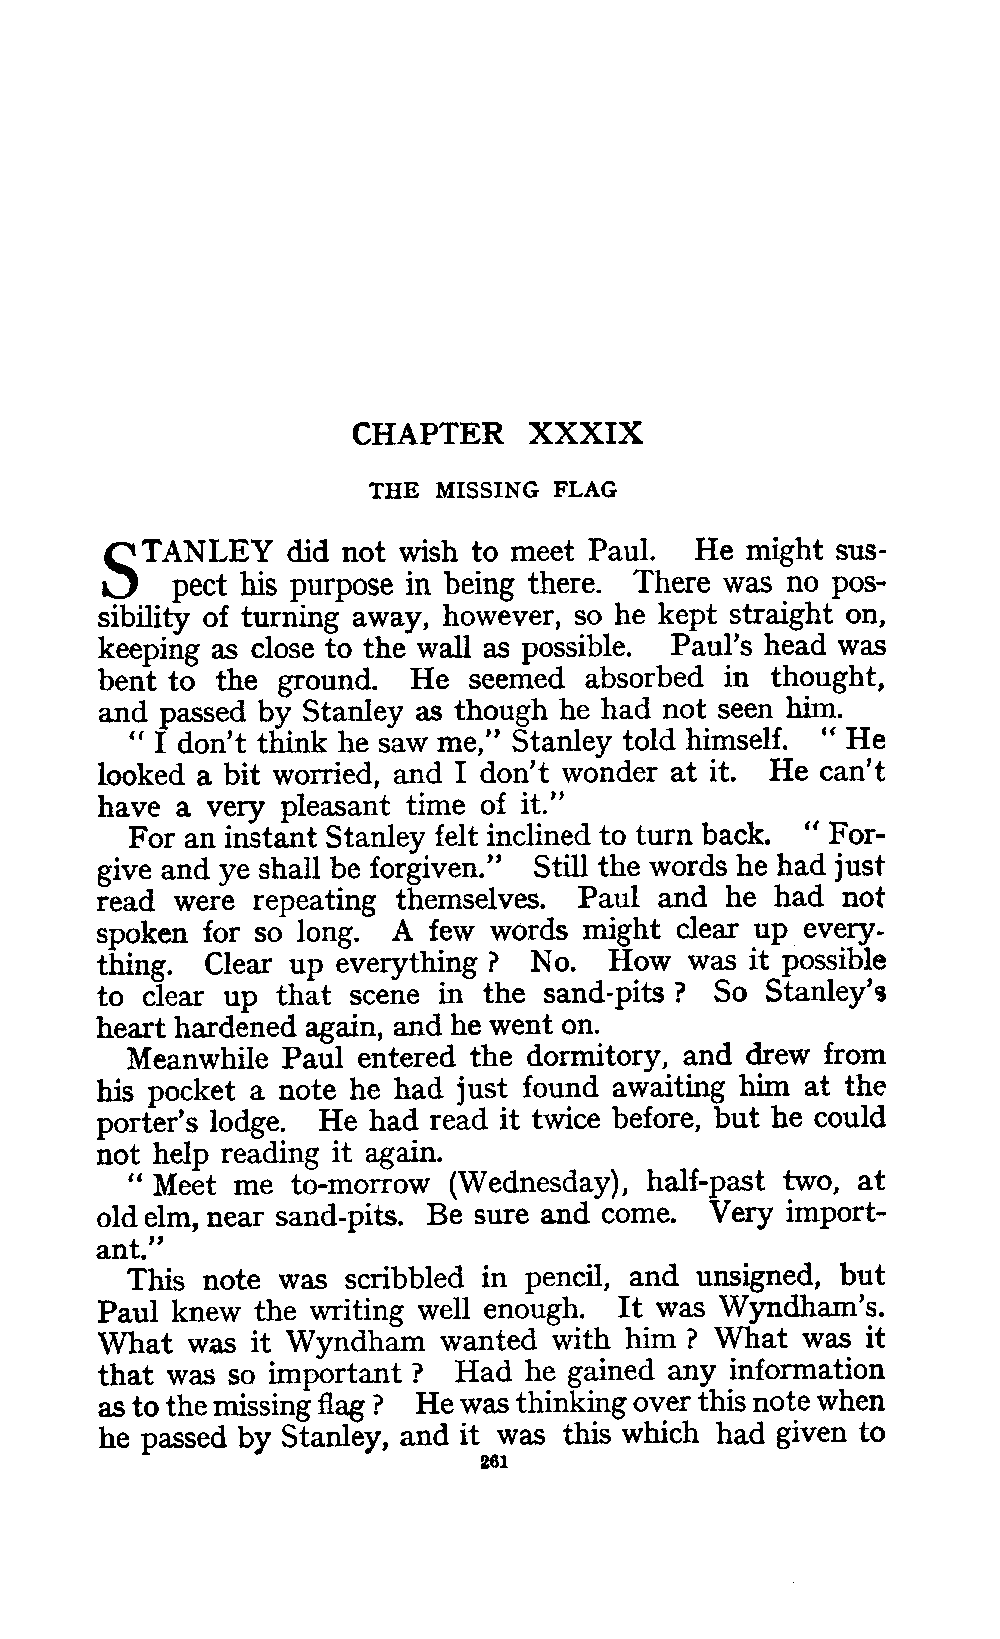 CHAPTER XXXIX
THE MISSING FLAG
STANLEY did not wish to meet Paul. He might sus-
pect his purpose in being there. There was no pos-
sibility of turning away, however, so he kept straight on,
keeping as close to the wall as possible. Paul's head was
bent to the ground. He seemed absorbed in thought,
and passed by Stanley as though he had not seen him.
" I don't think he saw me," Stanley told himself. " He
looked a bit worried, and I don't wonder at it. He can't
have a very pleasant time of it."
For an instant Stanley felt inclined to turn back. " For-
give and ye shall be forgiven." Still the words he had just
read were repeating themselves. Paul and he had not
spoken for so long. A few words might clear up every-
thing. Clear up everything ? No. How was it possible
to clear up that scene in the sand-pits ? So Stanley's
heart hardened again, and he went on.
Meanwhile Paul entered the dormitory, and drew from
his pocket a note he had just found awaiting him at the
porter's lodge. He had read it twice before, but he could
not help reading it again.
" Meet me to-morrow (Wednesday), half-past two, at
old elm, near sand-pits. Be sure and come. Very import-
ant."
This note was scribbled in pencil, and unsigned, but
Paul knew the writing well enough. It was Wyndham's.
What was it Wyndham wanted with him ? What was it
that was so important ? Had he gained any information
as to the missing flag ? He was thinking over this note when
he passed by Stanley, and it was this which had given to
261